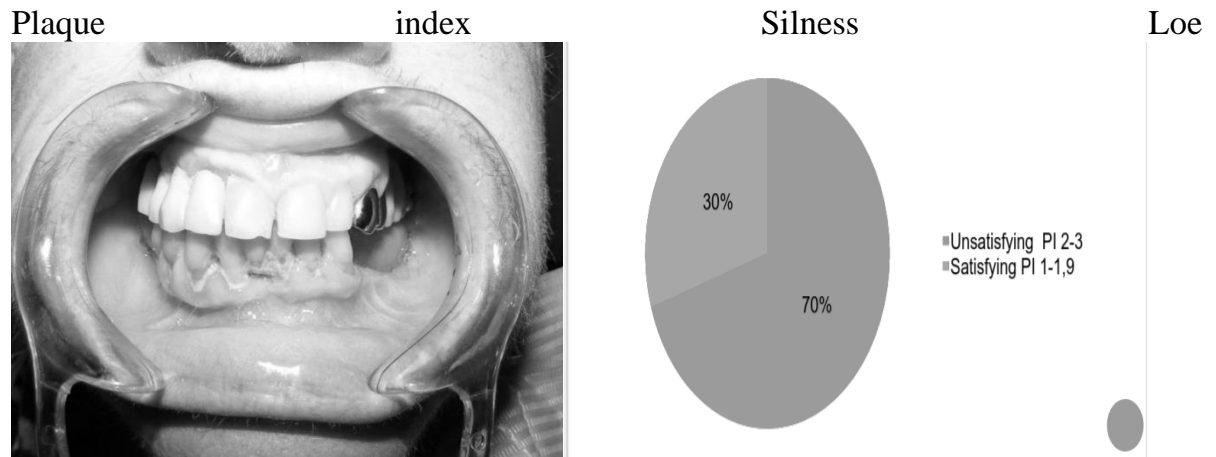 Plaque index Silness Loe
30%
70%
Unsatisfying PI 2-3
Satisfying PI 1-1,9